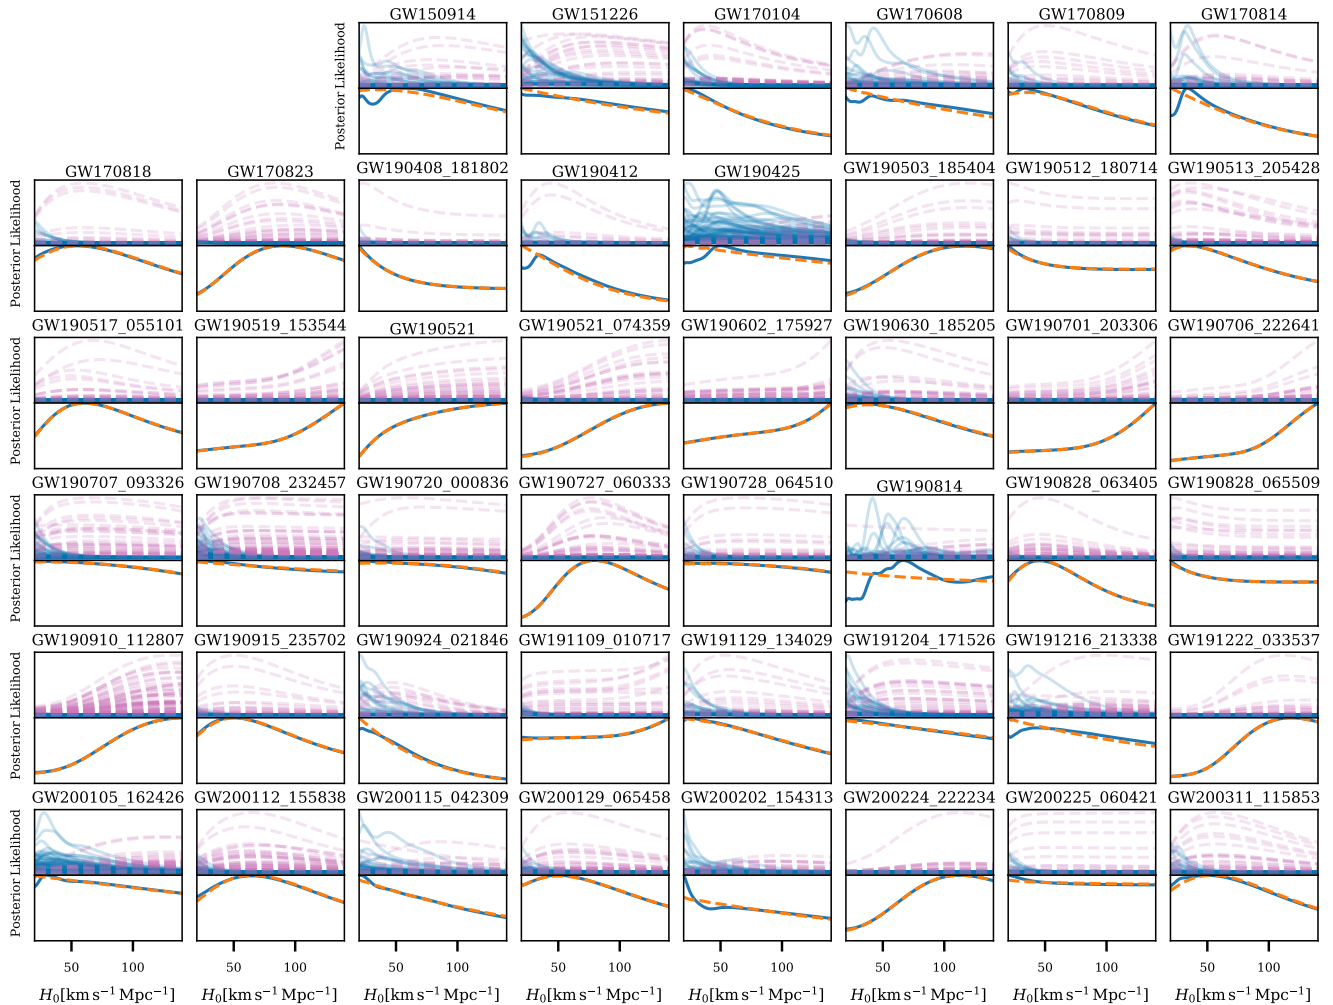 GW150914 GW151226 GW170104 GW170608 GW170809 GW170814
Posterior Likelihood
GW170818 GW170823 GW190408_181802 GW190412 GW190425 GW190503_185404 GW190512_180714 GW190513_205428
Posterior Likelihood
GW190517_055101 GW190519_153544 GW190521 GW190521_074359 GW190602_175927 GW190630_185205 GW190701_203306 GW190706_222641
Posterior Likelihood
GW190707_093326 GW190708_232457 GW190720_000836 GW190727_060333 GW190728_064510 GW190814 GW190828_063405 GW190828_065509
Posterior Likelihood
GW190910_112807 GW190915_235702 GW190924_021846 GW191109_010717 GW191129_134029 GW191204_171526 GW191216_213338 GW191222_033537
Posterior Likelihood
GW200105_162426 GW200112_155838 GW200115_042309 GW200129_065458 GW200202_154313 GW200224_222234 GW200225_060421 GW200311_115853
Posterior Likelihood
50 100 50 100 50 100 50 100 50 100 50 100 50 100 50 100
H₀[km s⁻¹ Mpc⁻¹] H₀[km s⁻¹ Mpc⁻¹] H₀[km s⁻¹ Mpc⁻¹] H₀[km s⁻¹ Mpc⁻¹] H₀[km s⁻¹ Mpc⁻¹] H₀[km s⁻¹ Mpc⁻¹] H₀[km s⁻¹ Mpc⁻¹] H₀[km s⁻¹ Mpc⁻¹]